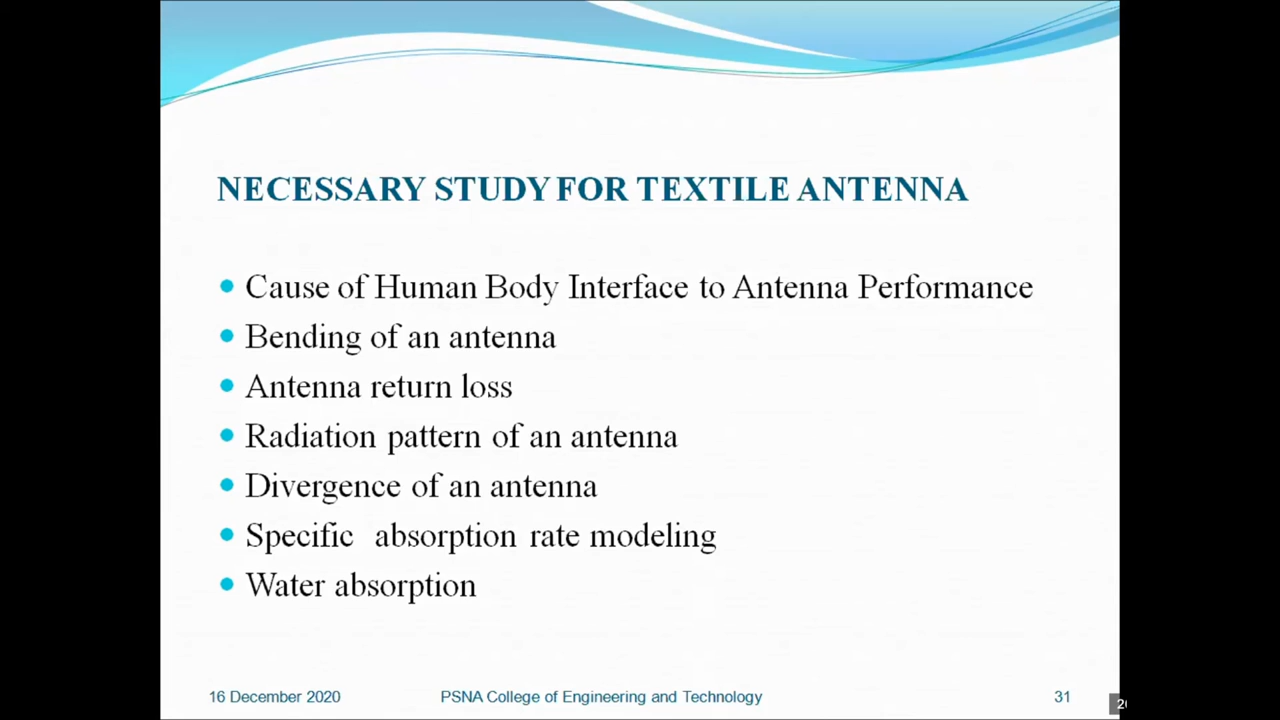 NECESSARY STUDY FOR TEXTILE ANTENNA
Cause of Human Body Interface to Antenna Performance
Bending of an antenna
Antenna return loss
Radiation pattern of an antenna
Divergence of an antenna
Specific absorption rate modeling
Water absorption
16 December 2020 PSNA College of Engineering and Technology 31